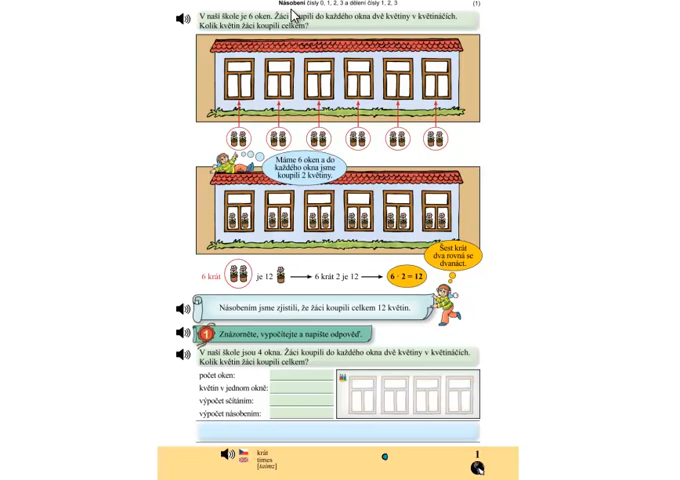 Násobení čísly 0, 1, 2, 3 a dělení čísly 1, 2, 3
(1)
V naší škole je 6 oken. Žáci koupili do každého okna dvě květiny v květináčích.
Kolik květin žáci koupili celkem?
Máme 6 oken a do
každého okna jsme
koupili 2 květiny.
Šest krát
dva rovná se
dvanáct.
6 krát je 12 6 krát 2 je 12 6 · 2 = 12
Násobením jsme zjistili, že žáci koupili celkem 12 květin.
1 Znázorněte, vypočítejte a napište odpověď.
V naší škole jsou 4 okna. Žáci koupili do každého okna dvě květiny v květináčích.
Kolik květin žáci koupili celkem?
počet oken:
květin v jednom okně:
výpočet sčítáním:
výpočet násobením:
krát
times
[taimz]
1